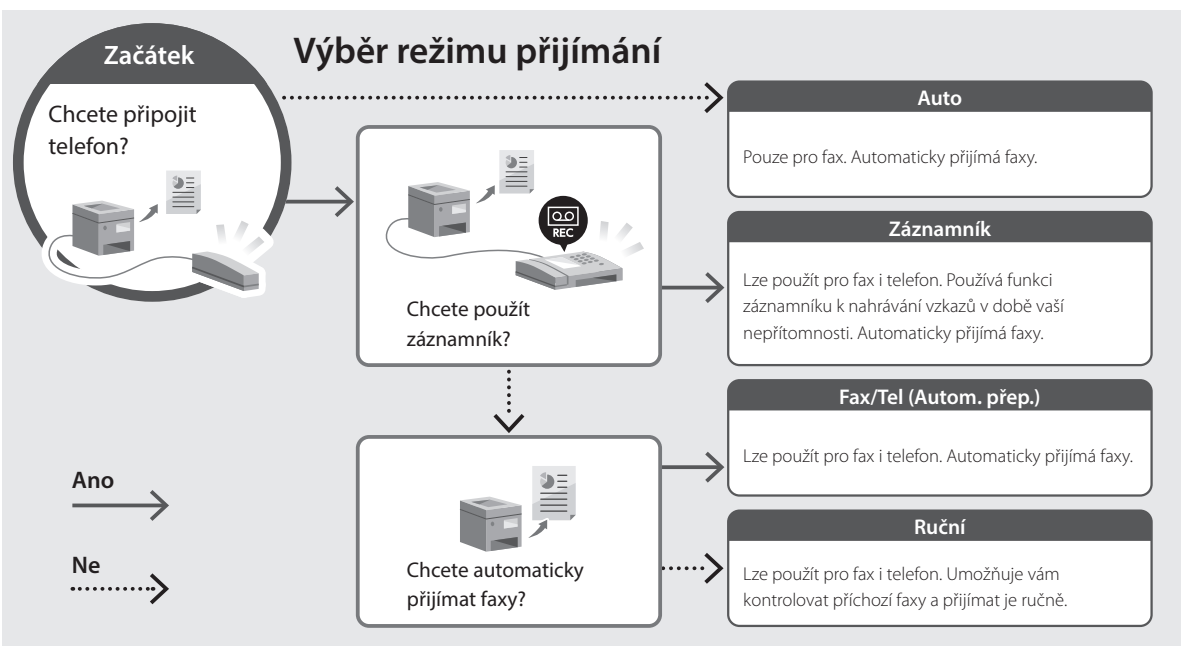 Výběr režimu přijímání
Začátek
Chcete připojit
telefon?
Auto
Pouze pro fax. Automaticky přijímá faxy.
REC
Chcete použít
záznamník?
Záznamník
Lze použít pro fax i telefon. Používá funkci
záznamníku k nahrávání vzkazů v době vaší
nepřítomnosti. Automaticky přijímá faxy.
Fax/Tel (Autom. přep.)
Lze použít pro fax i telefon. Automaticky přijímá faxy.
Chcete automaticky
přijímat faxy?
Ruční
Lze použít pro fax i telefon. Umožňuje vám
kontrolovat příchozí faxy a přijímat je ručně.
Ano
Ne